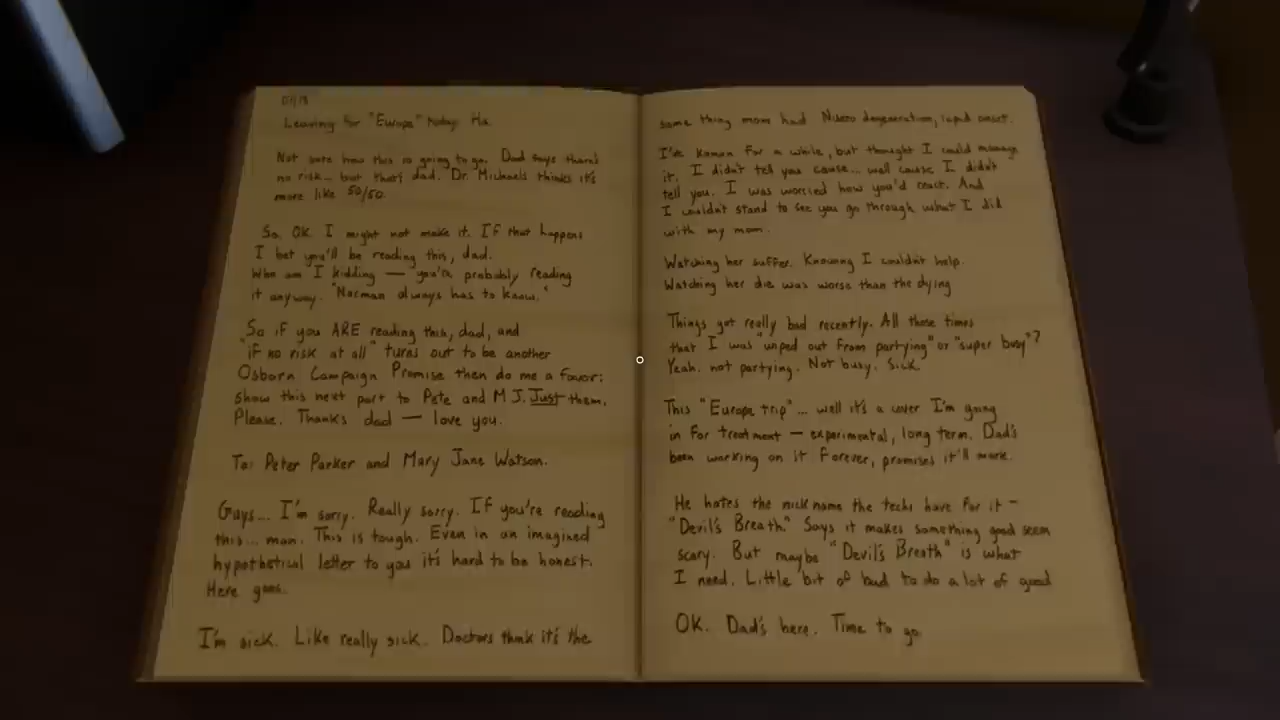 07/18
Leaving for "Europe" today. Ha.
Not sure how this is going to go. Dad says there's
no risk... but that's dad. Dr. Michaels thinks it's
more like 50/50.
So. OK. I might not make it. If that happens
I bet you'll be reading this, dad.
Who am I kidding — you're probably reading
it anyway. "Norman always has to know."
So if you ARE reading this, dad, and
"if no risk at all" turns out to be another
Osborn Campaign Promise then do me a favor:
show this next part to Pete and MJ. Just them.
Please. Thanks dad — love you.
To: Peter Parker and Mary Jane Watson.
Guys... I'm sorry. Really sorry. If you're reading
this... man. This is tough. Even in an imagined
hypothetical letter to you it's hard to be honest.
Here goes.
I'm sick. Like really sick. Doctors think it's the
same thing mom had. Neuro degeneration, rapid onset.
I've known for a while, but thought I could manage
it. I didn't tell you cause... well cause I didn't
tell you. I was worried how you'd react. And
I couldn't stand to see you go through what I did
with my mom.
Watching her suffer. Knowing I couldn't help.
Watching her die was worse than the dying
Things got really bad recently. All those times
that I was "wiped out from partying" or "super busy"?
Yeah. not partying. Not busy. Sick.
This "Europe trip"... well it's a cover I'm going
in for treatment — experimental, long term. Dad's
been working on it forever, promises it'll work.
He hates the nickname the techs have for it -
"Devil's Breath." Says it makes something good seem
scary. But maybe "Devil's Breath" is what
I need. Little bit of bad to do a lot of good
OK. Dad's here. Time to go